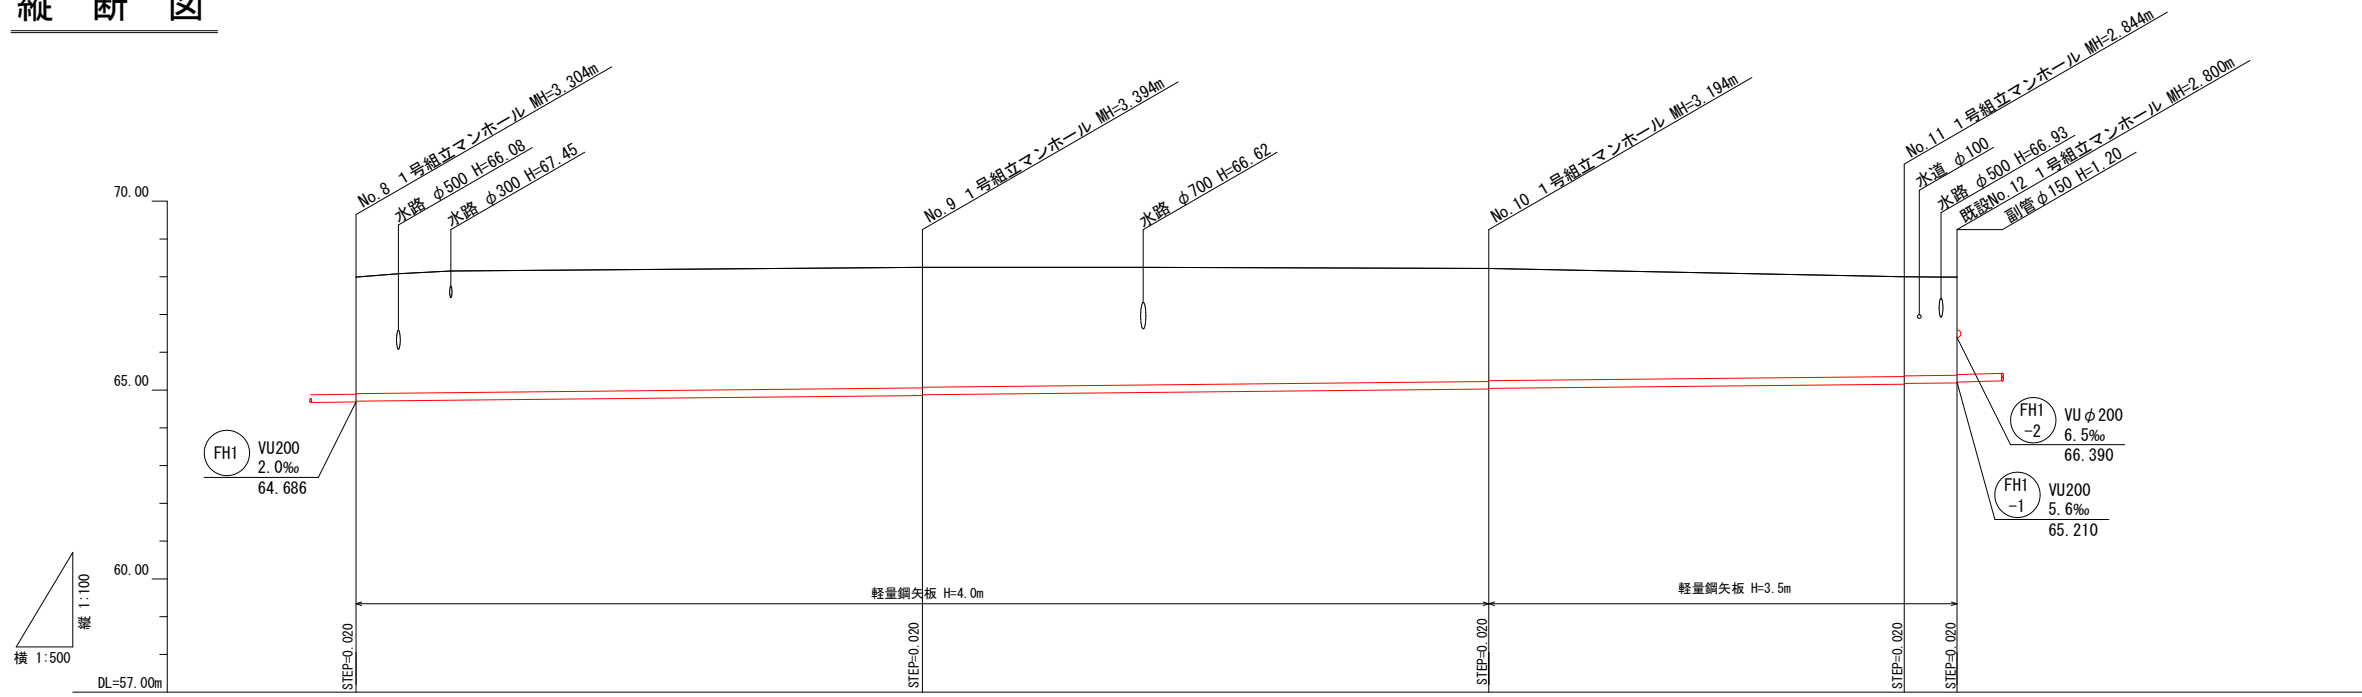 縦 断 図
No.8 1号組立マンホール MH=3.304m
水路 φ500 H=66.08
水路 φ300 H=67.45
No.9 1号組立マンホール MH=3.394m
水路 φ700 H=66.62
No.10 1号組立マンホール MH=3.194m
No.11 1号組立マンホール MH=2.844m
水道 φ100
水路 φ500 H=66.93
既設No.12 1号組立マンホール MH=2.800m
副管φ150 H=1.20
70.00
65.00
60.00
DL=57.00m
FH1
VU200
2.0‰
64.686
FH1
-2
VUφ200
6.5‰
66.390
FH1
-1
VU200
5.6‰
65.210
軽量鋼矢板 H=4.0m
軽量鋼矢板 H=3.5m
縦 1:100
横 1:500
STEP=0.020
STEP=0.020
STEP=0.020
STEP=0.020
STEP=0.020